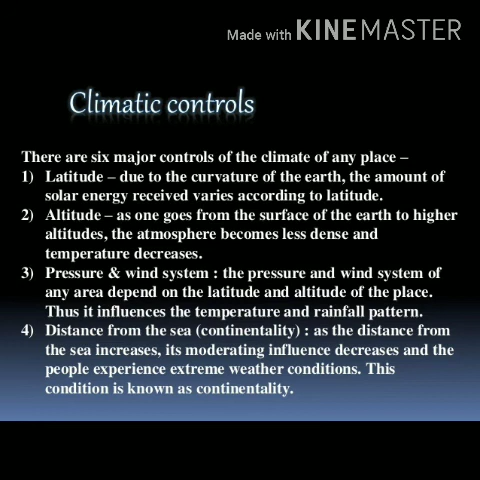 Made with KINEMASTER
Climatic controls
There are six major controls of the climate of any place –
1) Latitude – due to the curvature of the earth, the amount of
solar energy received varies according to latitude.
2) Altitude – as one goes from the surface of the earth to higher
altitudes, the atmosphere becomes less dense and
temperature decreases.
3) Pressure & wind system : the pressure and wind system of
any area depend on the latitude and altitude of the place.
Thus it influences the temperature and rainfall pattern.
4) Distance from the sea (continentality) : as the distance from
the sea increases, its moderating influence decreases and the
people experience extreme weather conditions. This
condition is known as continentality.